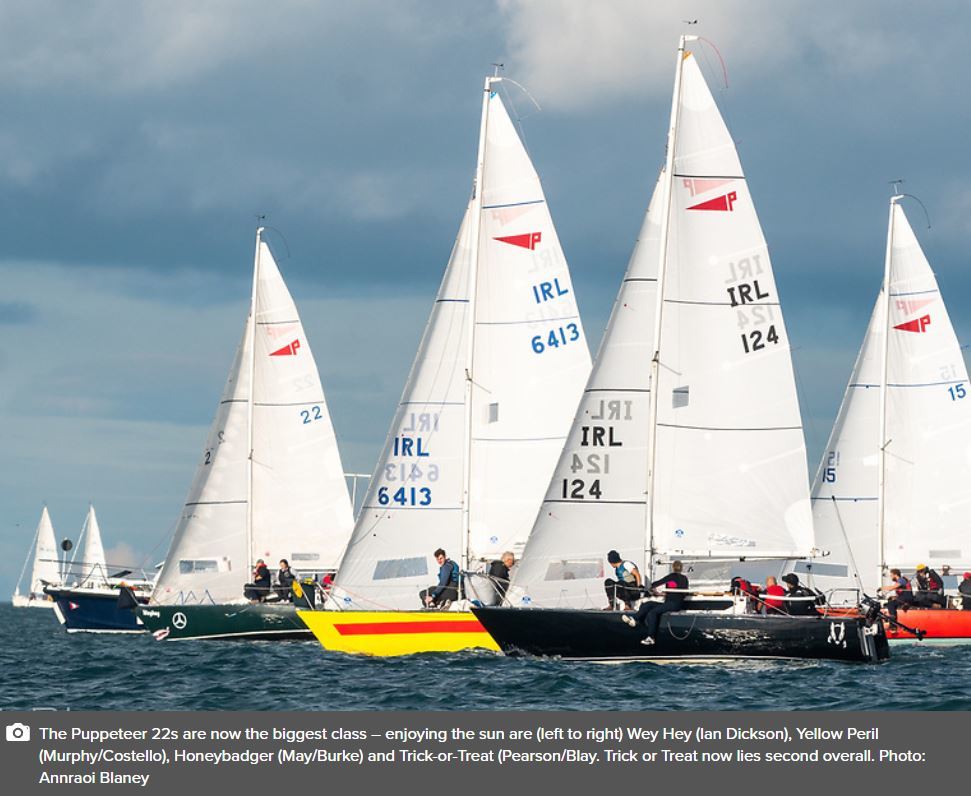 P
P
IRL
124
P
IRL
6413
P
15
P
22
IRL
124
IRL
6413
15
The Puppeteer 22s are now the biggest class – enjoying the sun are (left to right) Wey Hey (Ian Dickson), Yellow Peril
(Murphy/Costello), Honeybadger (May/Burke) and Trick-or-Treat (Pearson/Blay. Trick or Treat now lies second overall. Photo:
Annraoi Blaney